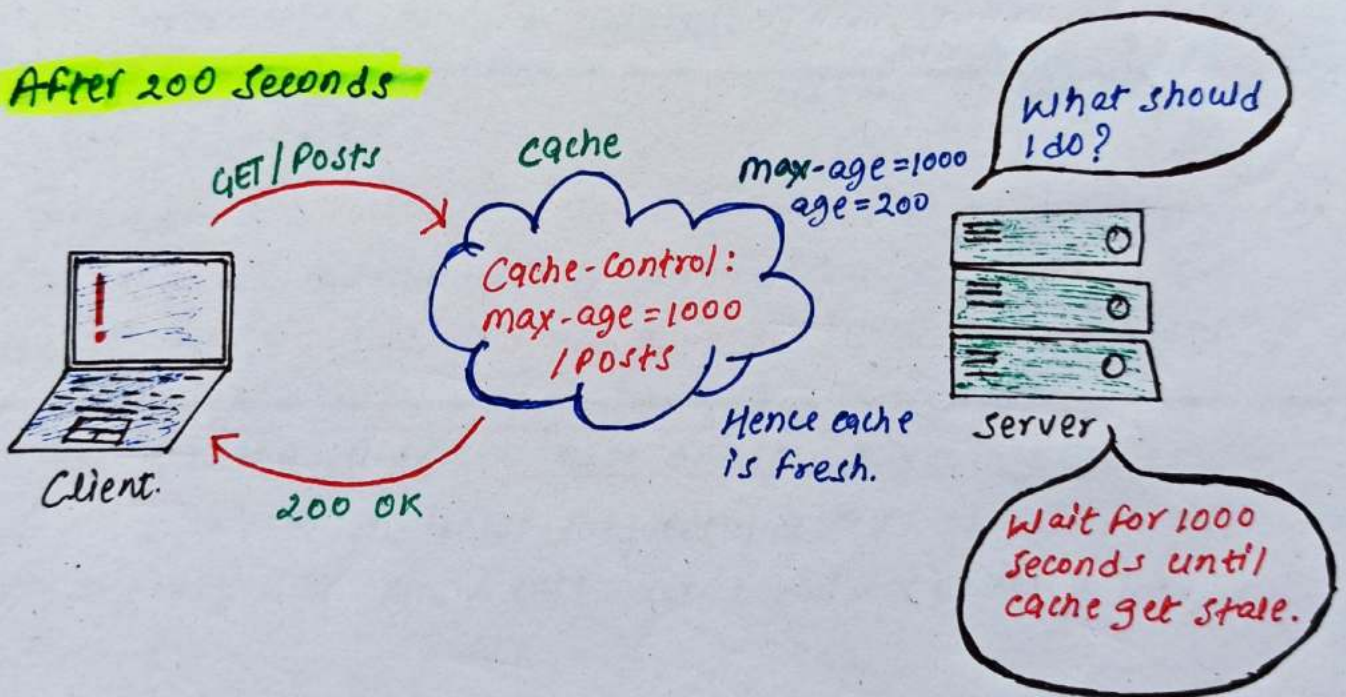 After 200 Seconds
GET/Posts
cache
max-age=1000
age=200
What should
I do?
Cache-Control:
max-age=1000
/Posts
Hence cache
is fresh.
server
Client.
200 OK
Wait for 1000
seconds until
cache get stale.